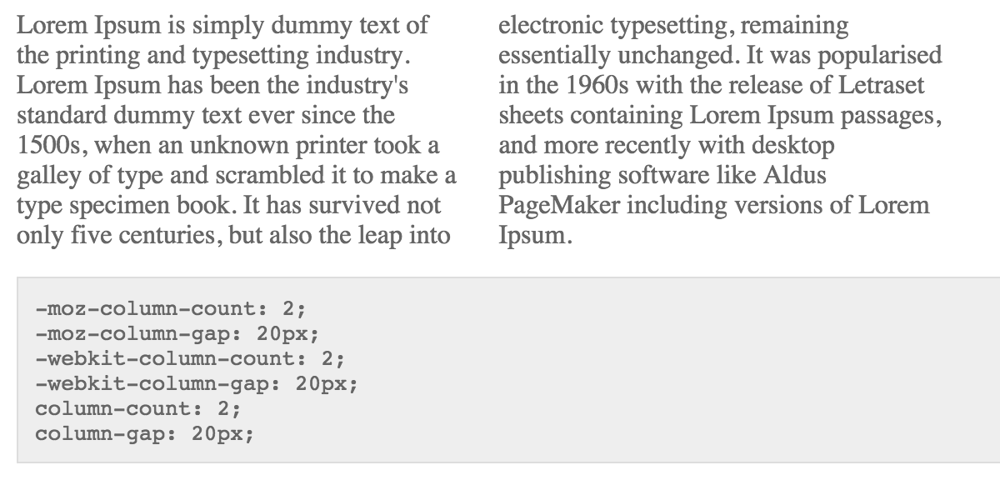 Lorem Ipsum is simply dummy text of
the printing and typesetting industry.
Lorem Ipsum has been the industry's
standard dummy text ever since the
1500s, when an unknown printer took a
galley of type and scrambled it to make a
type specimen book. It has survived not
only five centuries, but also the leap into
electronic typesetting, remaining
essentially unchanged. It was popularised
in the 1960s with the release of Letraset
sheets containing Lorem Ipsum passages,
and more recently with desktop
publishing software like Aldus
PageMaker including versions of Lorem
Ipsum.
-moz-column-count: 2;
-moz-column-gap: 20px;
-webkit-column-count: 2;
-webkit-column-gap: 20px;
column-count: 2;
column-gap: 20px;